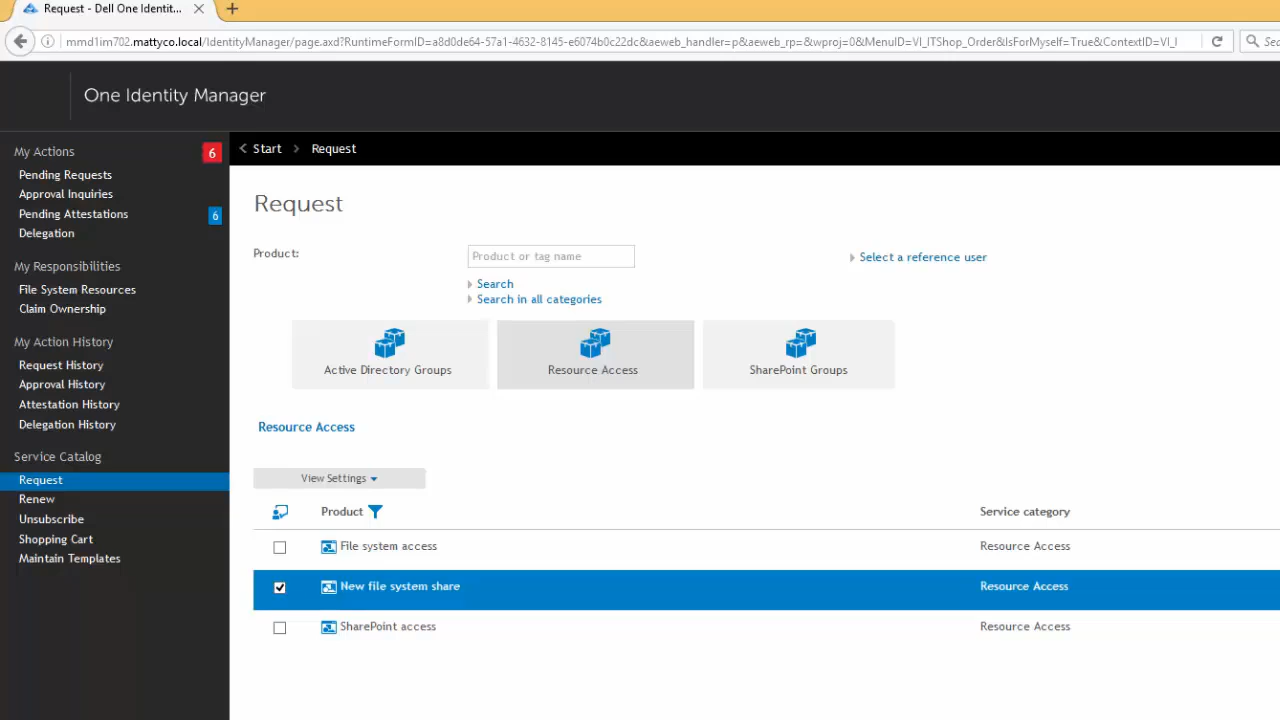 Request - Dell One Identit...
mmd1im702.mattyco.local/IdentityManager/page.axd?RuntimeFormID=a8d0de64-57a1-4632-8145-e6074b0c22dc&aeweb_handler=p&aeweb_rp=&wproj=0&MenuID=VI_ITShop_Order&IsForMyself=True&ContextID=VI_I
Sec
One Identity Manager
My Actions 6
Pending Requests
Approval Inquiries
Pending Attestations 6
Delegation
My Responsibilities
File System Resources
Claim Ownership
My Action History
Request History
Approval History
Attestation History
Delegation History
Service Catalog
Request
Renew
Unsubscribe
Shopping Cart
Maintain Templates
Start Request
Request
Product: Product or tag name Select a reference user
Search
Search in all categories
Active Directory Groups Resource Access SharePoint Groups
Resource Access
View Settings
Product Service category
File system access Resource Access
New file system share Resource Access
SharePoint access Resource Access